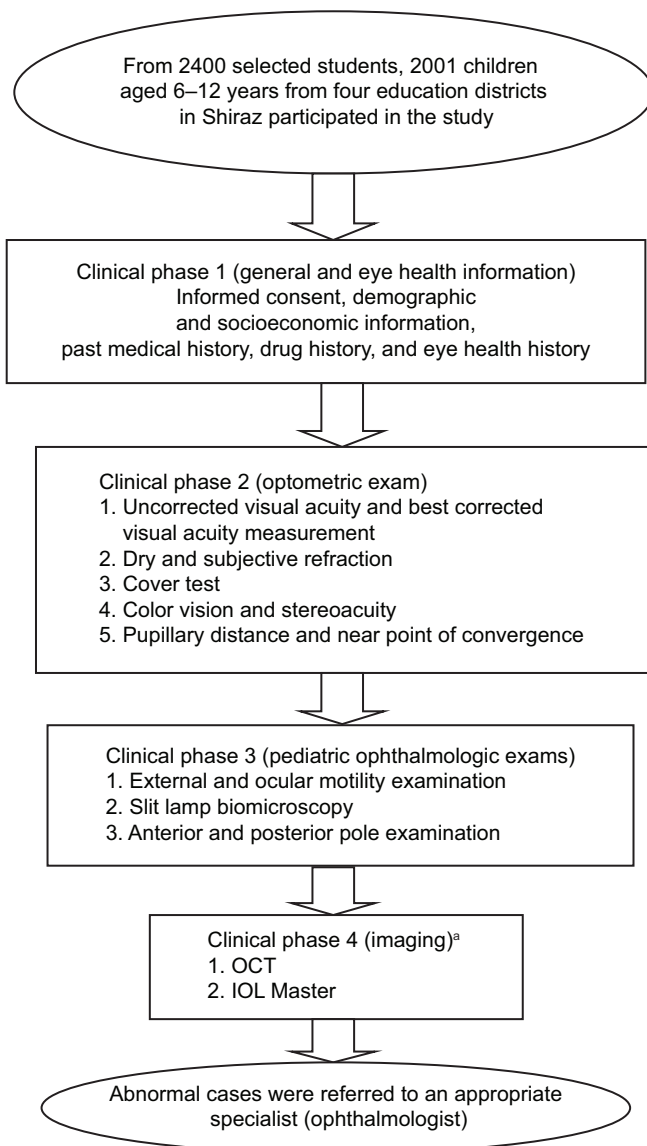 From 2400 selected students, 2001 children
aged 6–12 years from four education districts
in Shiraz participated in the study
Clinical phase 1 (general and eye health information)
Informed consent, demographic
and socioeconomic information,
past medical history, drug history, and eye health history
Clinical phase 2 (optometric exam)
1. Uncorrected visual acuity and best corrected
visual acuity measurement
2. Dry and subjective refraction
3. Cover test
4. Color vision and stereoacuity
5. Pupillary distance and near point of convergence
Clinical phase 3 (pediatric ophthalmologic exams)
1. External and ocular motility examination
2. Slit lamp biomicroscopy
3. Anterior and posterior pole examination
Clinical phase 4 (imaging)ᵃ
1. OCT
2. IOL Master
Abnormal cases were referred to an appropriate
specialist (ophthalmologist)